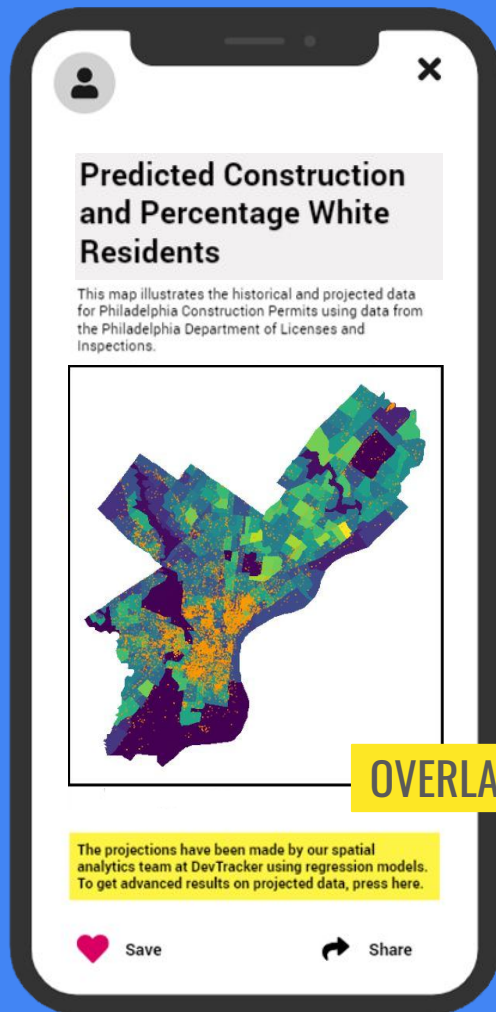 Predicted Construction
and Percentage White
Residents
This map illustrates the historical and projected data
for Philadelphia Construction Permits using data from
the Philadelphia Department of Licenses and
Inspections.
OVERLA
The projections have been made by our spatial
analytics team at DevTracker using regression models.
To get advanced results on projected data, press here.
Save
Share